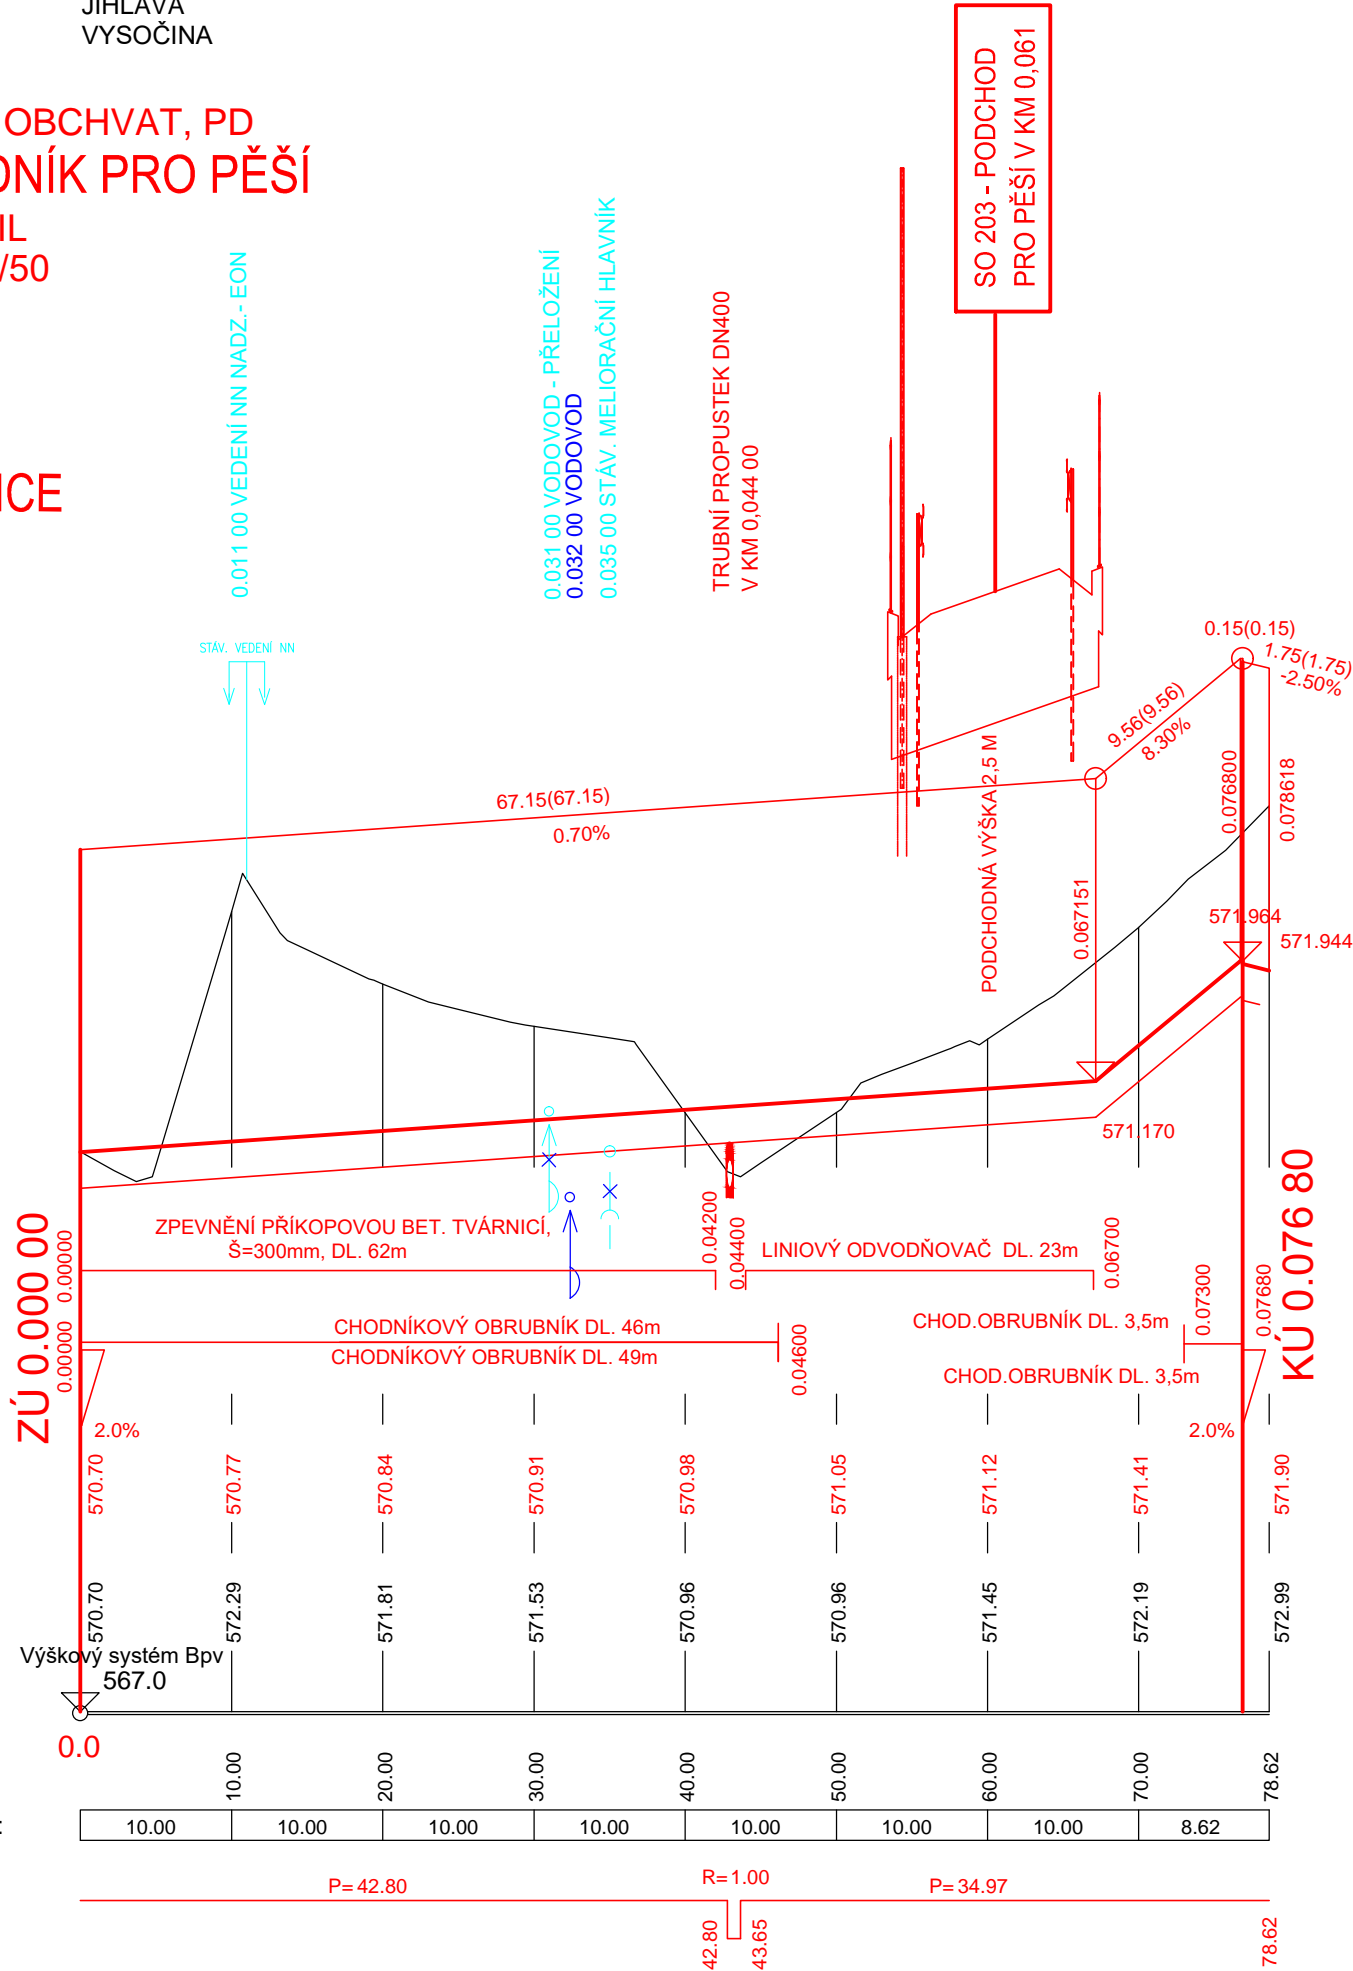 JIHLAVA
VYSOČINA
OBCHVAT, PD
DNÍK PRO PĚŠÍ
IL
/50
ICE
SO 203 - PODCHOD
PRO PĚŠÍ V KM 0,061
0.011 00 VEDENÍ NN NADZ.- EON
0.031 00 VODOVOD - PŘELOŽENÍ
0.032 00 VODOVOD
0.035 00 STÁV. MELIORAČNÍ HLAVNÍK
TRUBNÍ PROPUSTEK DN400
V KM 0,044 00
STÁV. VEDENÍ NN
0.15(0.15)
1.75(1.75)
-2.50%
9.56(9.56)
8.30%
67.15(67.15)
0.70%
PODCHODNÁ VÝŠKA 2,5 M
0.067151
0.076800
0.078618
571.964
571.944
571.170
ZÚ 0.000 00
0.00000
0.00000
ZPEVNĚNÍ PŘÍKOPOVOU BET. TVÁRNICÍ,
Š=300mm, DL. 62m
0.04200
0.04400
LINIOVÝ ODVODŇOVAČ DL. 23m
0.06700
CHODNÍKOVÝ OBRUBNÍK DL. 46m
CHODNÍKOVÝ OBRUBNÍK DL. 49m
0.04600
CHOD.OBRUBNÍK DL. 3,5m
CHOD.OBRUBNÍK DL. 3,5m
0.07300
0.07680
KÚ 0.076 80
2.0%
2.0%
570.70
570.77
570.84
570.91
570.98
571.05
571.12
571.41
571.90
570.70
572.29
571.81
571.53
570.96
570.96
571.45
572.19
572.99
Výškový systém Bpv
567.0
0.0
10.00
20.00
30.00
40.00
50.00
60.00
70.00
78.62
10.00
10.00
10.00
10.00
10.00
10.00
10.00
8.62
P=42.80
R=1.00
P=34.97
42.80
43.65
78.62